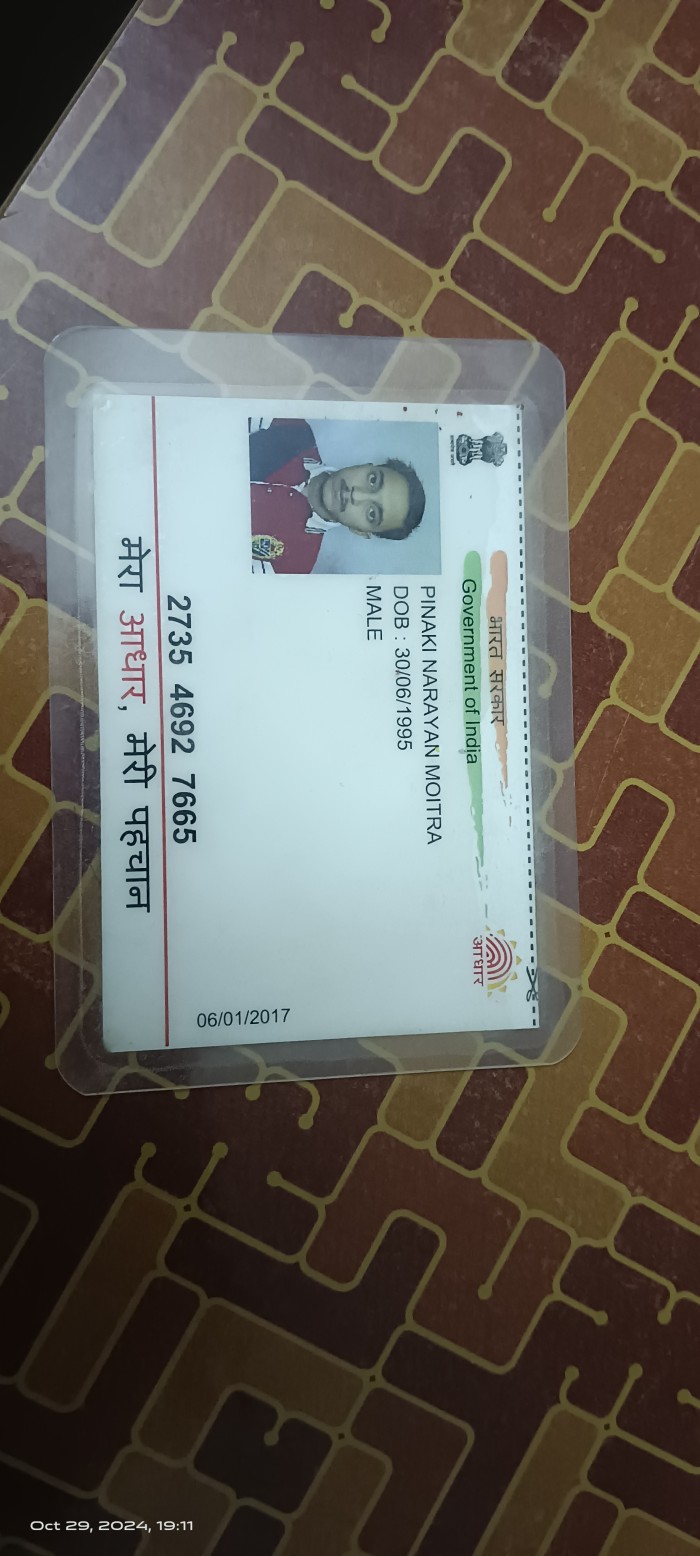 भारत सरकार
Government of India
आधार
PINAKI NARAYAN MOITRA
DOB : 30/06/1995
MALE
06/01/2017
2735 4692 7665
मेरा आधार, मेरी पहचान
Oct 29, 2024, 19:11